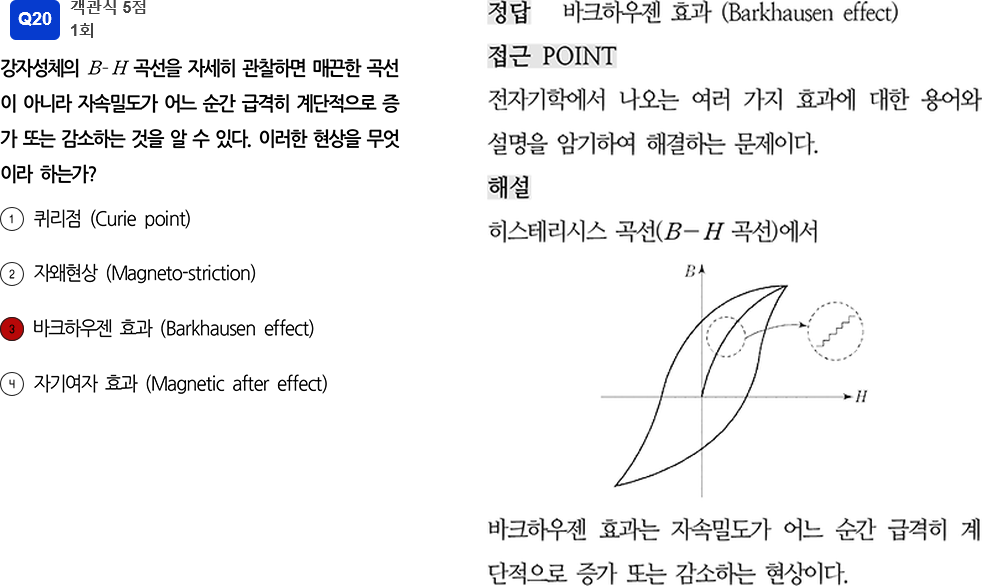 Q20
객관식 5점
1회
강자성체의 B-H 곡선을 자세히 관찰하면 매끈한 곡선
이 아니라 자속밀도가 어느 순간 급격히 계단적으로 증
가 또는 감소하는 것을 알 수 있다. 이러한 현상을 무엇
이라 하는가?
① 퀴리점 (Curie point)
② 자왜현상 (Magneto-striction)
③ 바크하우젠 효과 (Barkhausen effect)
④ 자기여자 효과 (Magnetic after effect)
정답 바크하우젠 효과 (Barkhausen effect)
접근 POINT
전자기학에서 나오는 여러 가지 효과에 대한 용어와
설명을 암기하여 해결하는 문제이다.
해설
히스테리시스 곡선(B-H 곡선)에서
B
H
바크하우젠 효과는 자속밀도가 어느 순간 급격히 계
단적으로 증가 또는 감소하는 현상이다.